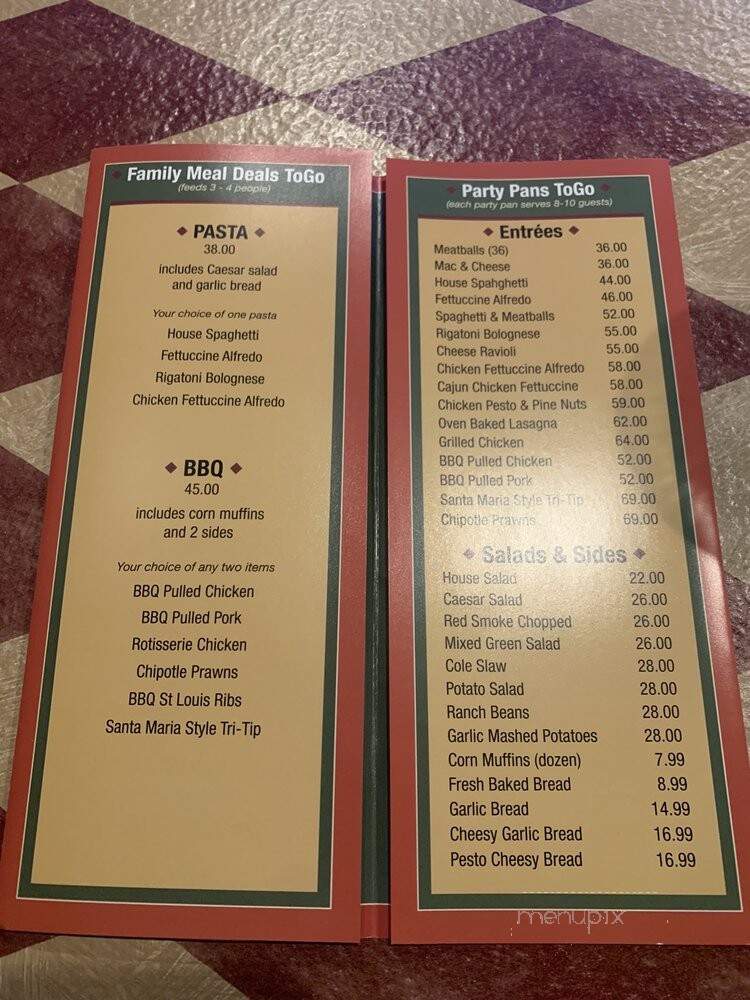 Family Meal Deals ToGo
(feeds 3 - 4 people)
PASTA
38.00
includes Caesar salad
and garlic bread
Your choice of one pasta
House Spaghetti
Fettuccine Alfredo
Rigatoni Bolognese
Chicken Fettuccine Alfredo
BBQ
45.00
includes corn muffins
and 2 sides
Your choice of any two items
BBQ Pulled Chicken
BBQ Pulled Pork
Rotisserie Chicken
Chipotle Prawns
BBQ St Louis Ribs
Santa Maria Style Tri-Tip
Party Pans ToGo
(each party pan serves 8-10 guests)
Entrées
Meatballs (36) 36.00
Mac & Cheese 36.00
House Spahghetti 44.00
Fettuccine Alfredo 46.00
Spaghetti & Meatballs 52.00
Rigatoni Bolognese 55.00
Cheese Ravioli 55.00
Chicken Fettuccine Alfredo 58.00
Cajun Chicken Fettuccine 58.00
Chicken Pesto & Pine Nuts 59.00
Oven Baked Lasagna 62.00
Grilled Chicken 64.00
BBQ Pulled Chicken 52.00
BBQ Pulled Pork 52.00
Santa Maria Style Tri-Tip 69.00
Chipotle Prawns 69.00
Salads & Sides
House Salad 22.00
Caesar Salad 26.00
Red Smoke Chopped 26.00
Mixed Green Salad 26.00
Cole Slaw 28.00
Potato Salad 28.00
Ranch Beans 28.00
Garlic Mashed Potatoes 28.00
Corn Muffins (dozen) 7.99
Fresh Baked Bread 8.99
Garlic Bread 14.99
Cheesy Garlic Bread 16.99
Pesto Cheesy Bread 16.99
menupix